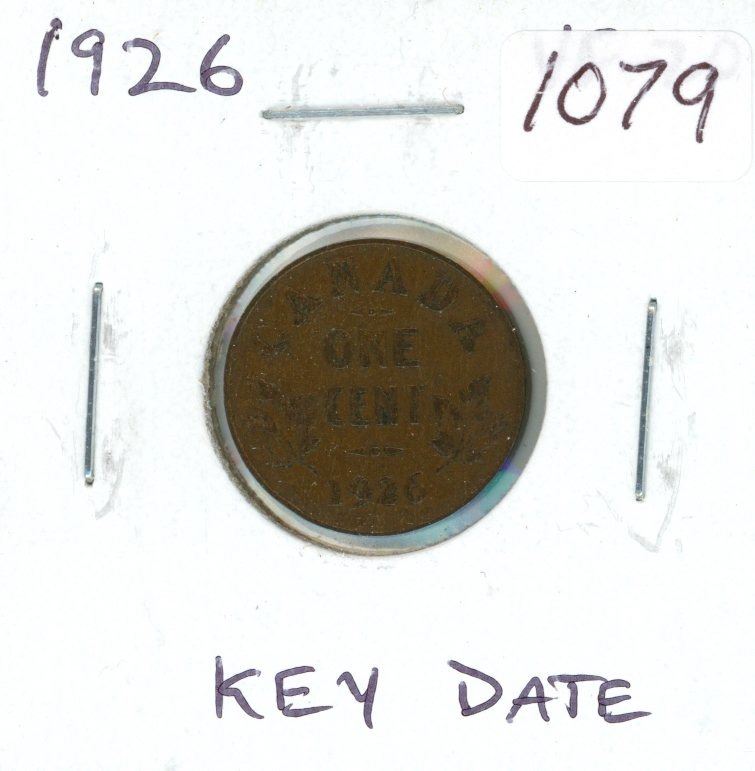 1926
1079
CANADA
ONE
CENT
1926
KEY DATE